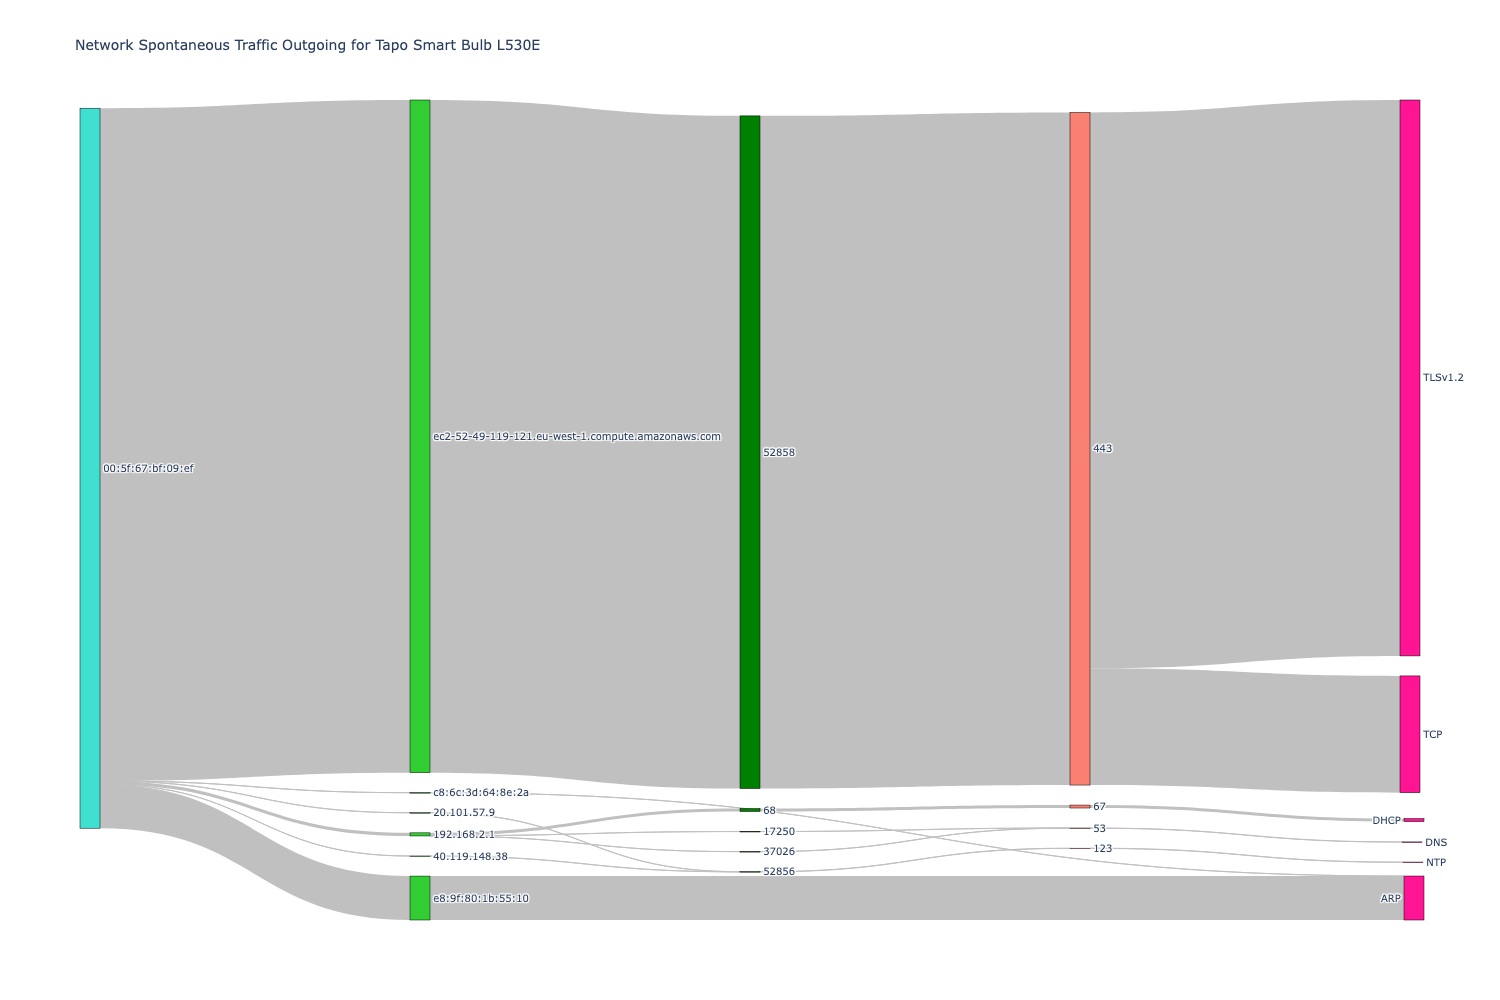 Network Spontaneous Traffic Outgoing for Tapo Smart Bulb L530E
00:5f:67:bf:09:ef
ec2-52-49-119-121.eu-west-1.compute.amazonaws.com
c8:6c:3d:64:8e:2a
20.101.57.9
192.168.2.1
40.119.148.38
e8:9f:80:1b:55:10
52858
68
17250
37026
52856
443
67
53
123
TLSv1.2
TCP
DHCP
DNS
NTP
ARP